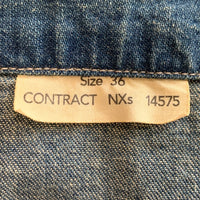 Size 36
CONTRACT NXs 14575